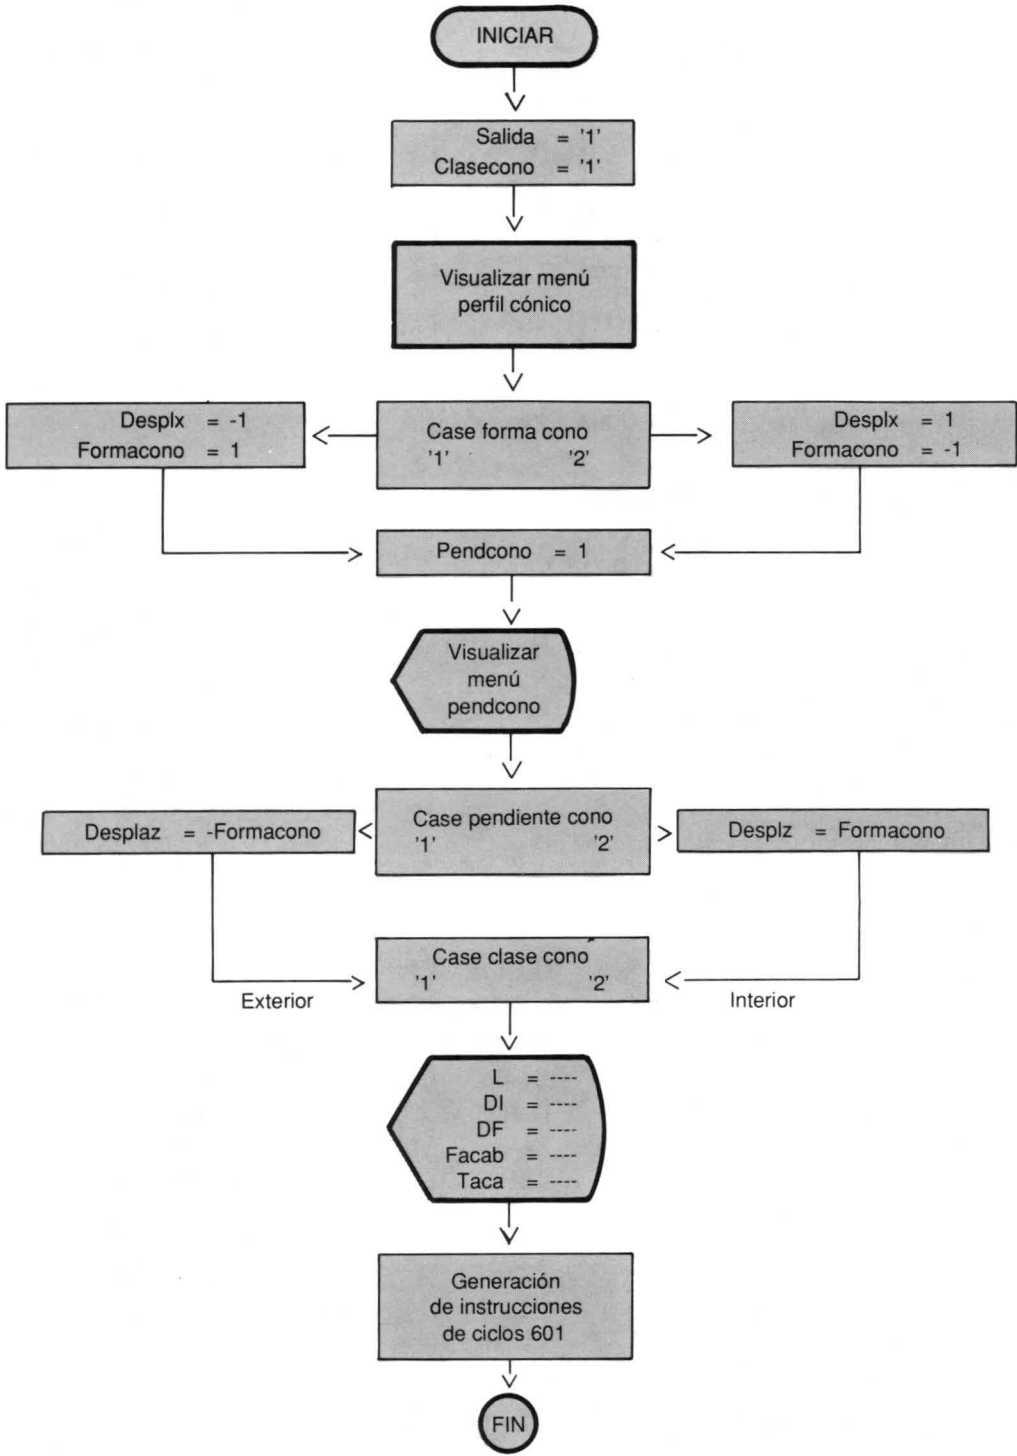 INICIAR
Salida = '1'
Clasecono = '1'
Visualizar menú
perfil cónico
Desplx = -1
Formacono = 1
Case forma cono
'1' '2'
Desplx = 1
Formacono = -1
Pendcono = 1
Visualizar
menú
pendcono
Desplaz = -Formacono
Case pendiente cono
'1' '2'
Desplz = Formacono
Case clase cono
'1' '2'
Exterior
Interior
L = ----
DI = ----
DF = ----
Facab = ----
Taca = ----
Generación
de instrucciones
de ciclos 601
FIN